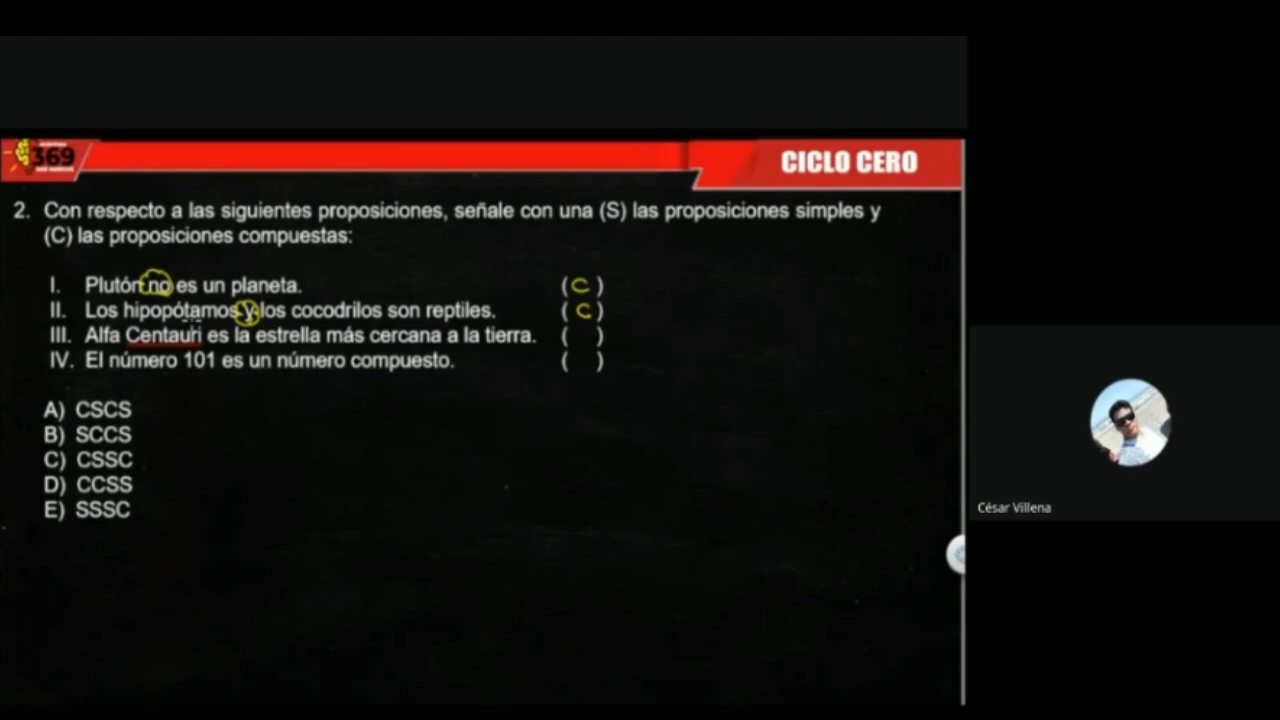 369
CICLO CERO
2. Con respecto a las siguientes proposiciones, señale con una (S) las proposiciones simples y
(C) las proposiciones compuestas:
I. Plutón no es un planeta. (C)
II. Los hipopótamos y los cocodrilos son reptiles. (C)
III. Alfa Centauri es la estrella más cercana a la tierra. ( )
IV. El número 101 es un número compuesto. ( )
A) CSCS
B) SCCS
C) CSSC
D) CCSS
E) SSSC
César Villena